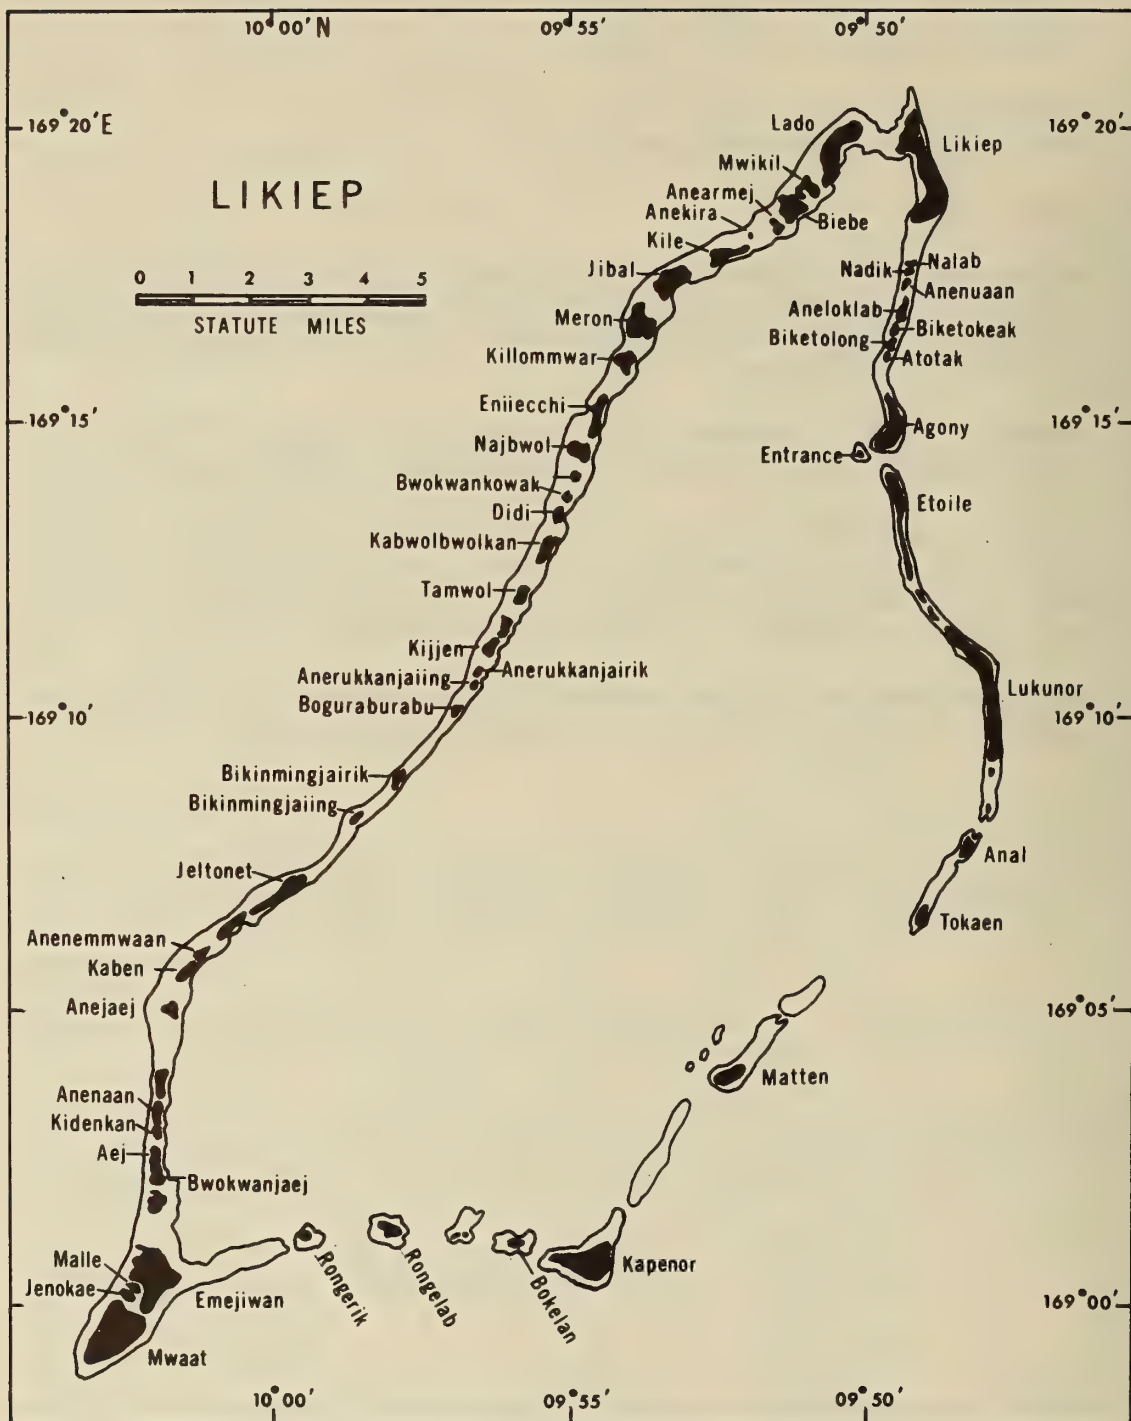 10°00'N
09°55'
09°50'
169°20'E
169°20'
LIKIEP
0 1 2 3 4 5
STATUTE MILES
Lado
Likiep
Mwikil
Anearmej
Anekira
Biebe
Kile
Jibal
Nadik
Nalab
Anenuaan
Meron
Aneloklab
Biketokeak
Biketolong
Killommwar
Atotak
Eniiecchi
169°15'
169°15'
Agony
Najbwol
Entrance
Bwokwankowak
Etoile
Didi
Kabwolbwolkan
Tamwol
Kijjen
Anerukkanjairik
Anerukkanjaiing
Lukunor
Boguraburabu
169°10'
169°10'
Bikinmingjairik
Bikinmingjaiing
Anal
Jeltonet
Tokaen
Anenemmwaan
Kaben
Anejaej
169°05'
Matten
Anenaan
Kidenkan
Aej
Bwokwanjaej
Malle
Jenokae
Emejiwan
Rongerik
Rongelab
Bokelan
Kapenor
169°00'
Mwaat
10°00'
09°55'
09°50'